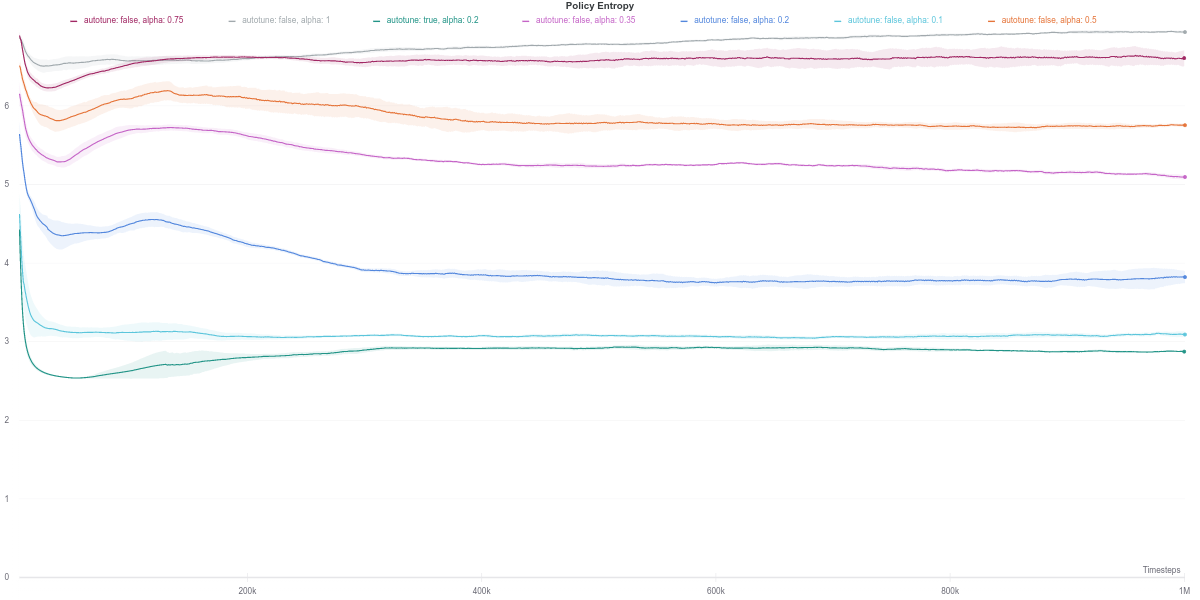 Policy Entropy
autotune: false, alpha: 0.75 autotune: false, alpha: 1 autotune: true, alpha: 0.2 autotune: false, alpha: 0.35 autotune: false, alpha: 0.2 autotune: false, alpha: 0.1 autotune: false, alpha: 0.5
6
5
4
3
2
1
0
Timesteps
200k 400k 600k 800k 1M